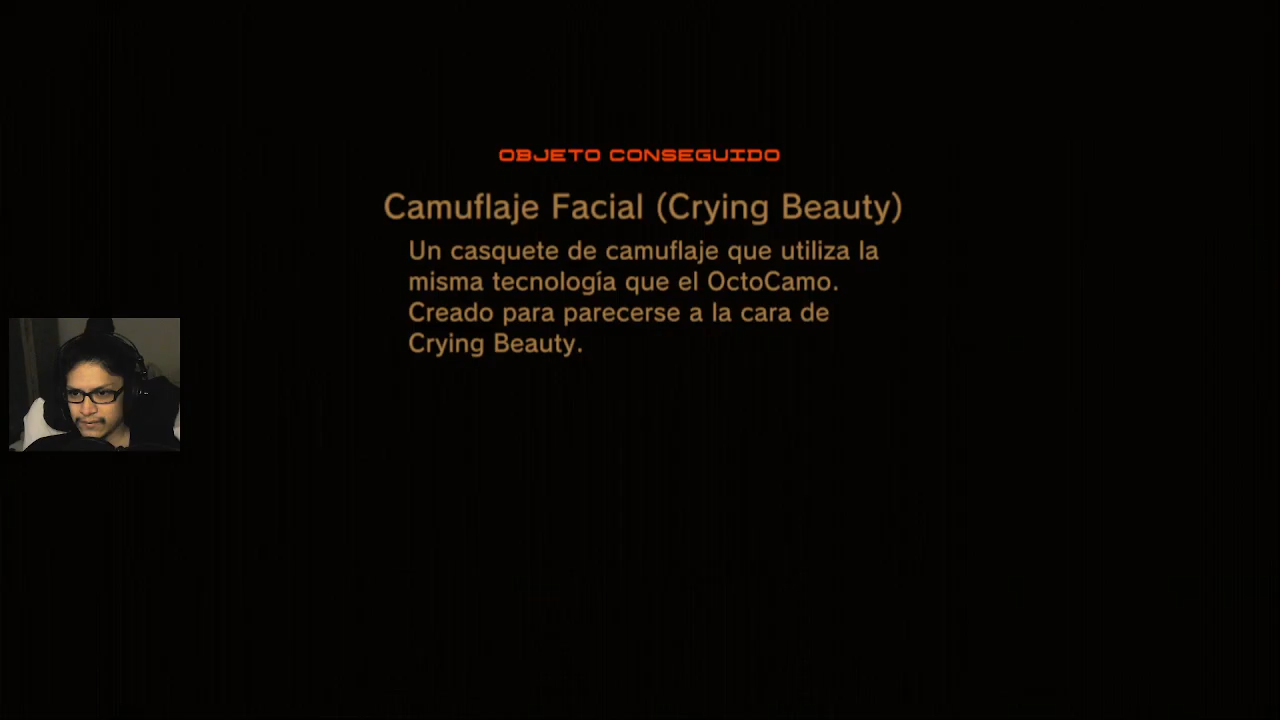 OBJETO CONSEGUIDO
Camuflaje Facial (Crying Beauty)
Un casquete de camuflaje que utiliza la
misma tecnología que el OctoCamo.
Creado para parecerse a la cara de
Crying Beauty.